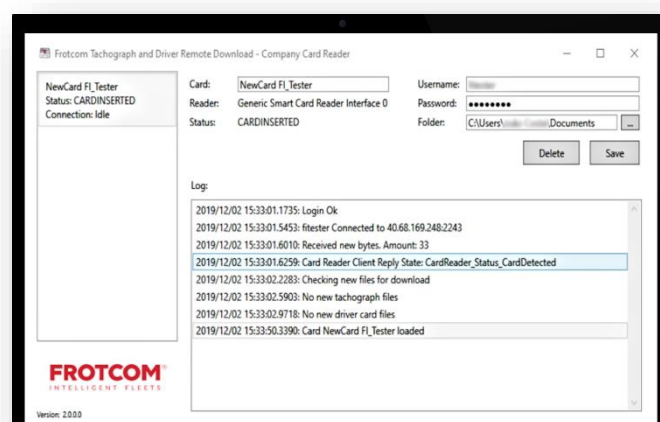 Frotcom Tachograph and Driver Remote Download - Company Card Reader
NewCard FI_Tester
Status: CARDINSERTED
Connection: Idle
Card: NewCard FI_Tester
Reader: Generic Smart Card Reader Interface 0
Status: CARDINSERTED
Username:
Password: ●●●●●●●●
Folder: C:\Users\ Documents ...
Delete Save
Log:
2019/12/02 15:33:01.1735: Login Ok
2019/12/02 15:33:01.5453: fitester Connected to 40.68.169.248:2243
2019/12/02 15:33:01.6010: Received new bytes. Amount: 33
2019/12/02 15:33:01.6259: Card Reader Client Reply State: CardReader_Status_CardDetected
2019/12/02 15:33:02.2283: Checking new files for download
2019/12/02 15:33:02.5903: No new tachograph files
2019/12/02 15:33:02.9718: No new driver card files
2019/12/02 15:33:50.3390: Card NewCard FI_Tester loaded
FROTCOM
INTELLIGENT FLEETS
Version: 2.0.0.0